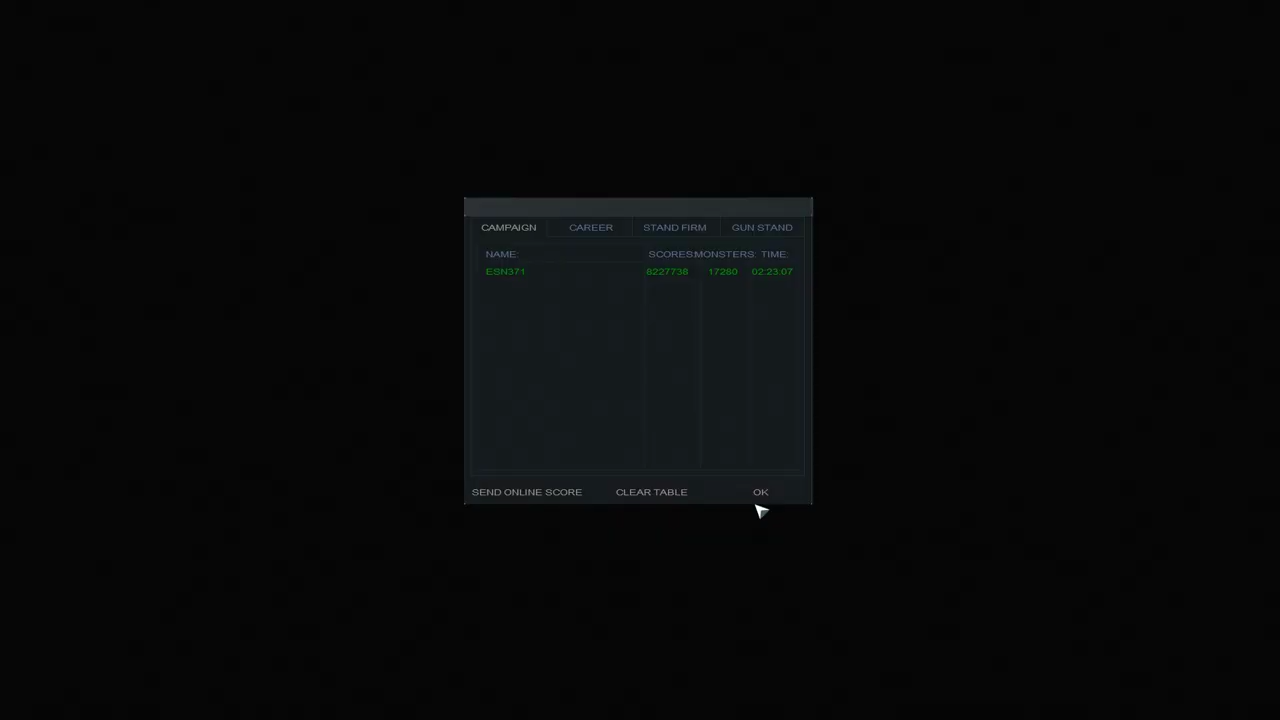 CAMPAIGN CAREER STAND FIRM GUN STAND
NAME: SCORES: MONSTERS: TIME:
ESN371 8227738 17280 02:23:07
SEND ONLINE SCORE CLEAR TABLE OK